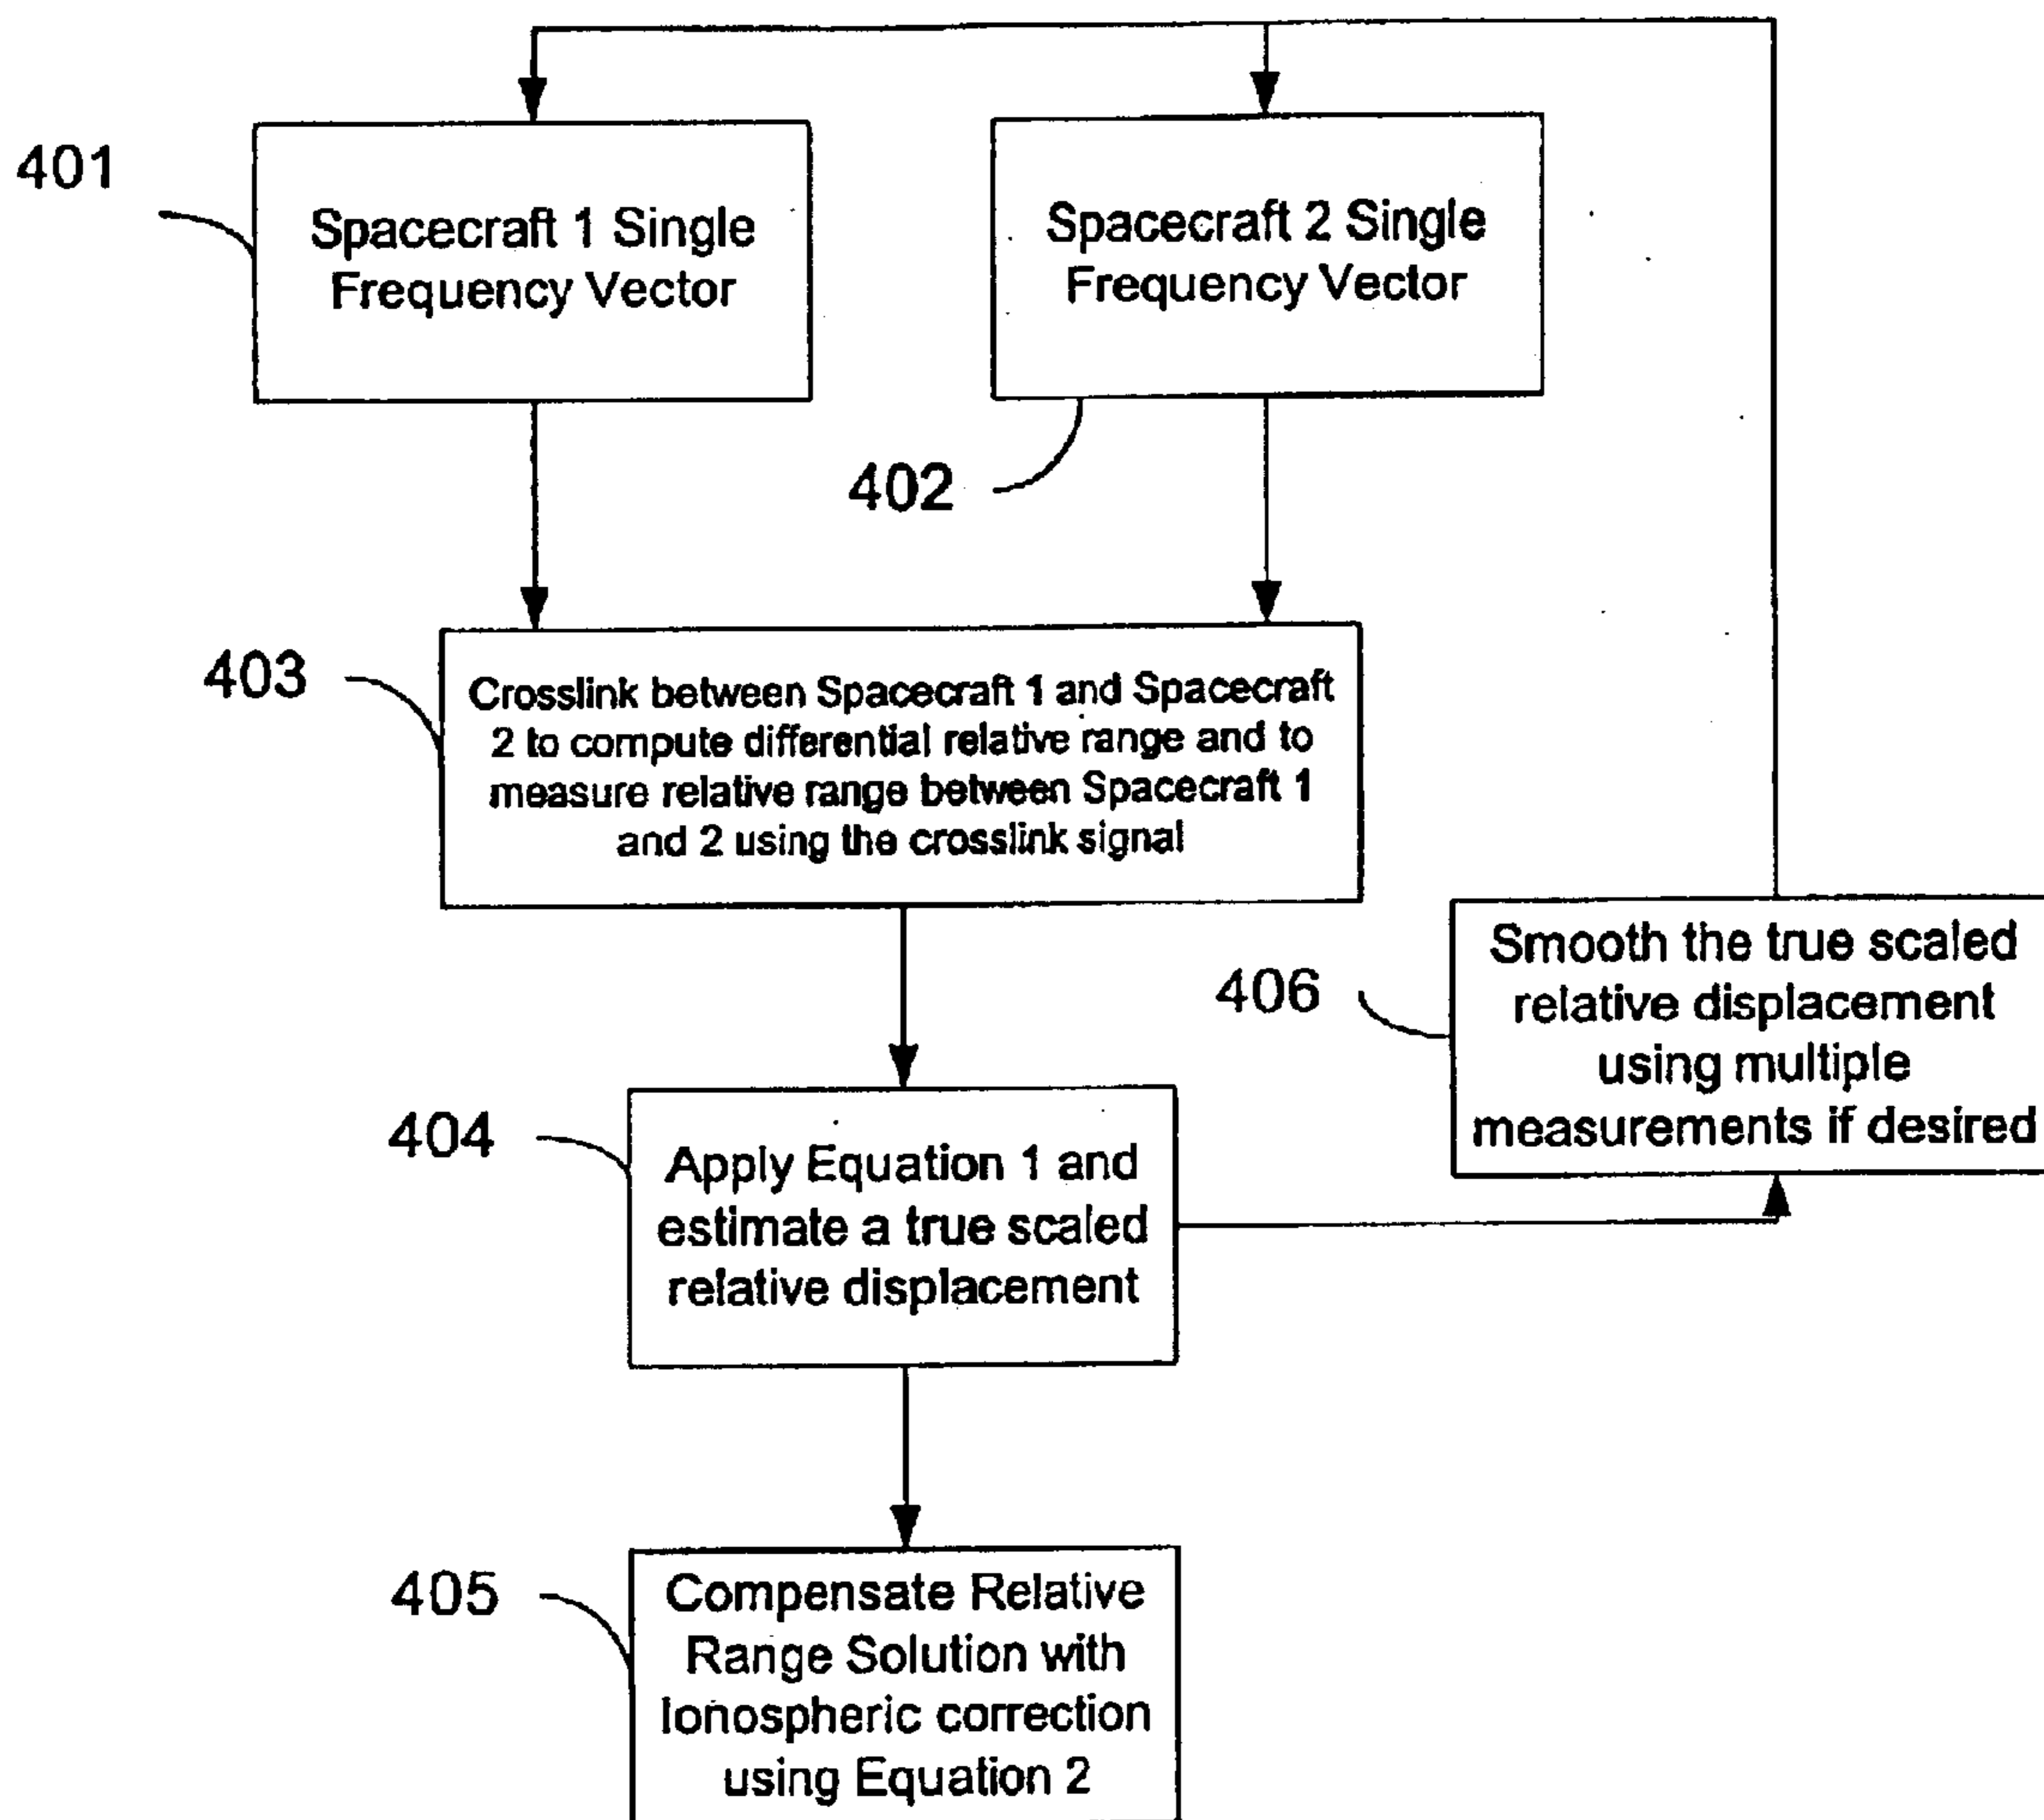 401
Spacecraft 1 Single
Frequency Vector
Spacecraft 2 Single
Frequency Vector
402
403
Crosslink between Spacecraft 1 and Spacecraft
2 to compute differential relative range and to
measure relative range between Spacecraft 1
and 2 using the crosslink signal
404
Apply Equation 1 and
estimate a true scaled
relative displacement
406
Smooth the true scaled
relative displacement
using multiple
measurements if desired
405
Compensate Relative
Range Solution with
Ionospheric correction
using Equation 2